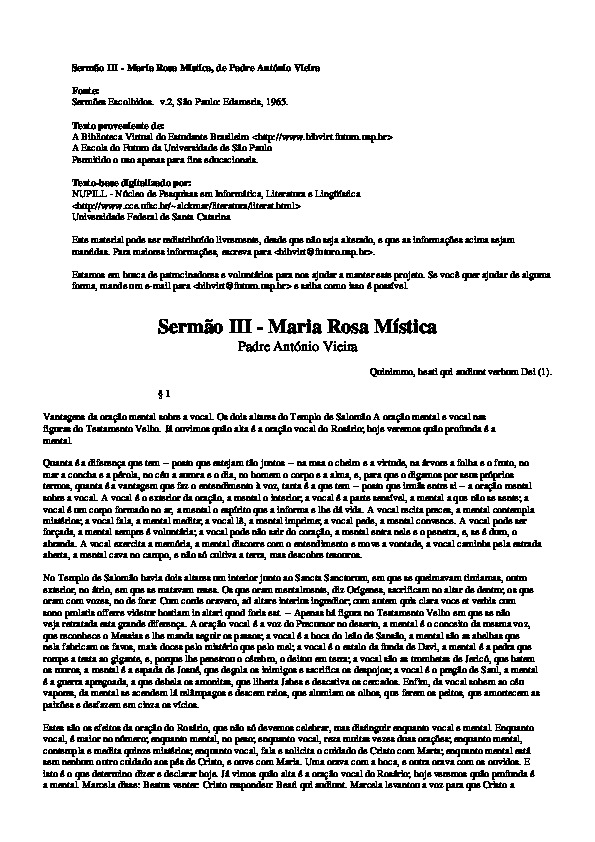 Sermão III - Maria Rosa Mística, de Padre António Vieira
Fonte:
Sermões Escolhidos. v.2, São Paulo: Edameris, 1965.
Texto proveniente de:
A Biblioteca Virtual do Estudante Brasileiro <http://www.bibvirt.futuro.usp.br>
A Escola do Futuro da Universidade de São Paulo
Permitido o uso apenas para fins educacionais.
Texto-base digitalizado por:
NUPILL - Núcleo de Pesquisas em Informática, Literatura e Lingüística
<http://www.cce.ufsc.br/~alckmar/literatura/literat.html>
Universidade Federal de Santa Catarina
Este material pode ser redistribuído livremente, desde que não seja alterado, e que as informações acima sejam
mantidas. Para maiores informações, escreva para <bibvirt@futuro.usp.br>.
Estamos em busca de patrocinadores e voluntários para nos ajudar a manter este projeto. Se você quer ajudar de alguma
forma, mande um e-mail para <bibvirt@futuro.usp.br> e saiba como isso é possível.
Sermão III - Maria Rosa Mística
Padre António Vieira
Quinimmo, beati qui audiunt verbum Dei (1).
§ 1
Vantagens da oração mental sobre a vocal. Os dois altares do Templo de Salomão A oração mental e vocal nas
figuras do Testamento Velho. Já ouvimos quão alta é a oração vocal do Rosário; hoje veremos quão profunda é a
mental.
Quanta é a diferença que tem — posto que estejam tão juntos — na rosa o cheiro e a virtude, na árvore a folha e o fruto, no
mar a concha e a pérola, no céu a aurora e o dia, no homem o corpo e a alma, e, para que o digamos por seus próprios
termos, quanta é a vantagem que faz o entendimento à voz, tanta é a que tem — posto que irmãs entre si — a oração mental
sobre a vocal. A vocal é o exterior da oração, a mental o interior; a vocal é a parte sensível, a mental a que não se sente; a
vocal é um corpo formado no ar, a mental o espírito que a informa e lhe dá vida. A vocal recita preces, a mental contempla
mistérios; a vocal fala, a mental medita; a vocal lê, a mental imprime; a vocal pede, a mental convence. A vocal pode ser
forçada, a mental sempre é voluntária; a vocal pode não sair do coração, a mental entra nele e o penetra, e, se é duro, o
abranda. A vocal exercita a memória, a mental discorre com o entendimento e move a vontade, a vocal caminha pela estrada
aberta, a mental cava no campo, e não só cultiva a terra, mas descobre tesouros.
No Templo de Salomão havia dois altares um interior junto ao Sancta Sanctorum, em que se queimavam timiamas, outro
exterior, no átrio, em que se matavam reses. Os que oram mentalmente, diz Orígenes, sacrificam no altar de dentro; os que
oram com vozes, no de fora: Cum corde oravero, ad altare interius ingredior; cum autem quis clara voce et verbis cum
sono prolatis offerre videtur hostiam in altari quod foris est. — Apenas há figura no Testamento Velho em que se não
veja retratada esta grande diferença. A oração vocal é a voz do Precursor no deserto, a mental é o conceito da mesma voz,
que reconhece o Messias e lhe manda seguir os passos; a vocal é a boca do leão de Sansão, a mental são as abelhas que
nela fabricam os favos, mais doces pelo mistério que pelo mel; a vocal é o estalo da funda de Davi, a mental é a pedra que
rompe a testa ao gigante, e, porque lhe penetrou o cérebro, o deitou em terra; a vocal são as trombetas de Jericó, que batem
os muros, a mental é a espada de Josué, que degola os inimigos e sacrifica os despojos; a vocal é o pregão de Saul, a mental
é a guerra apregoada, a que debela os amonitas, que liberta Jabes e descativa os cercados. Enfim, da vocal sobem ao céu
vapores, da mental se acendem lá relâmpagos e descem raios, que alumiam os olhos, que ferem os peitos, que amortecem as
paixões e desfazem em cinza os vícios.
Estes são os efeitos da oração do Rosário, que não só devemos celebrar, mas distinguir enquanto vocal e mental. Enquanto
vocal, é maior no número; enquanto mental, no peso; enquanto vocal, reza muitas vezes duas orações; enquanto mental,
contempla e medita quinze mistérios; enquanto vocal, fala e solicita o cuidado de Cristo com Marta; enquanto mental está
sem nenhum outro cuidado aos pés de Cristo, e ouve com Maria. Uma orava com a boca, e outra orava com os ouvidos. E
isto é o que determino dizer e declarar hoje. Já vimos quão alta é a oração vocal do Rosário; hoje veremos quão profunda é
a mental. Marcela disse: Beatus venter: Cristo respondeu: Beati qui audiunt. Marcela levantou a voz para que Cristo a